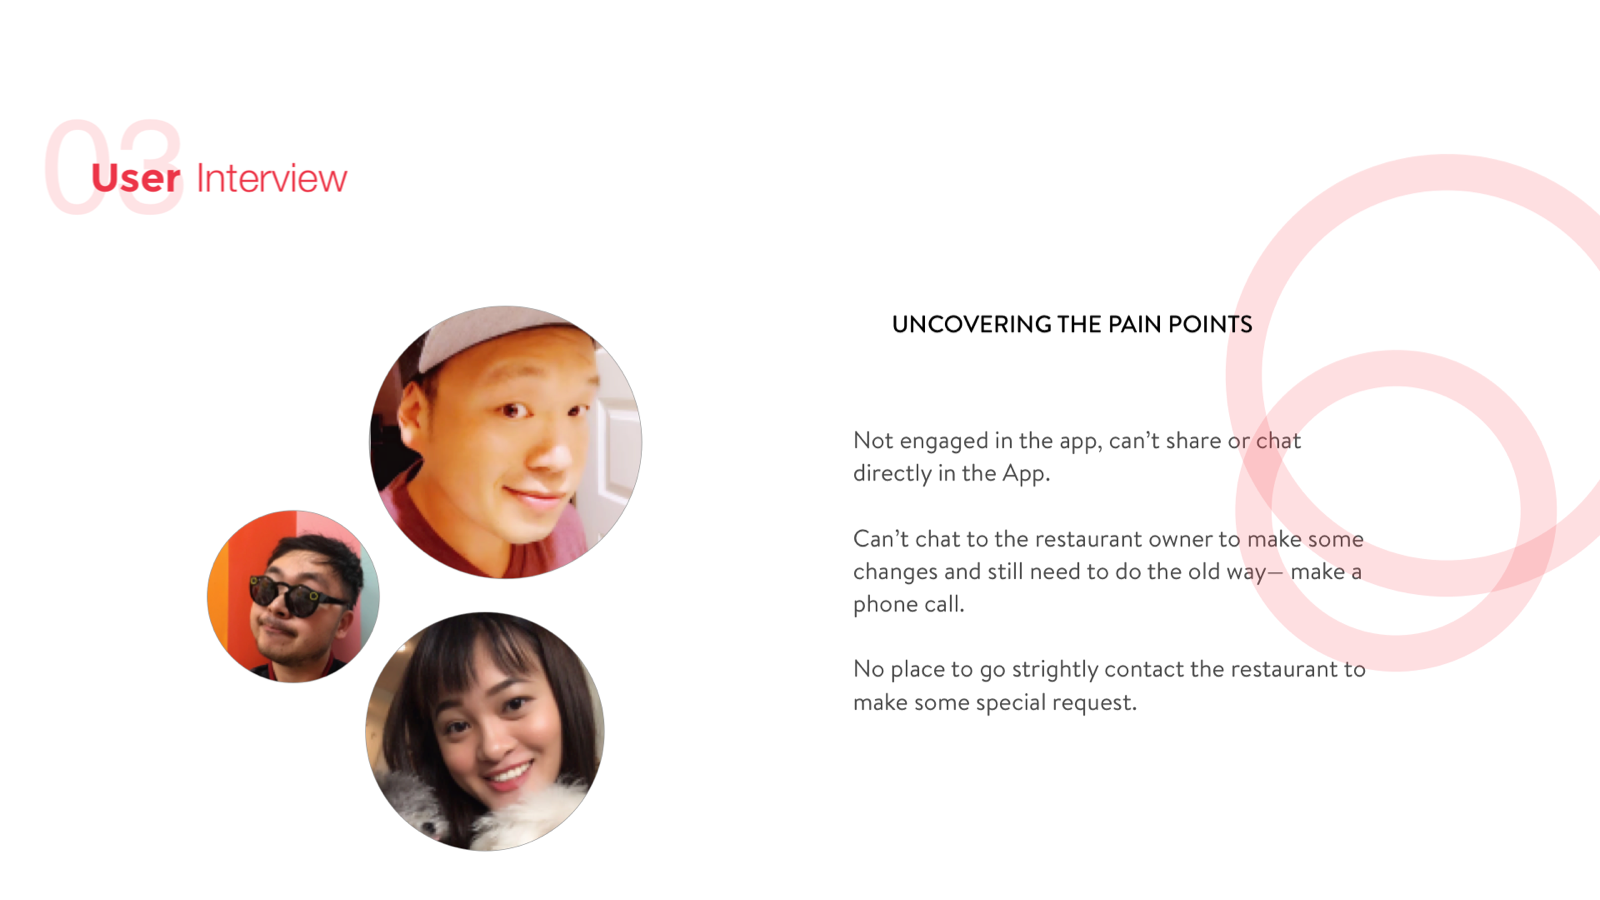 03
User Interview
UNCOVERING THE PAIN POINTS
Not engaged in the app, can’t share or chat
directly in the App.
Can’t chat to the restaurant owner to make some
changes and still need to do the old way— make a
phone call.
No place to go strightly contact the restaurant to
make some special request.